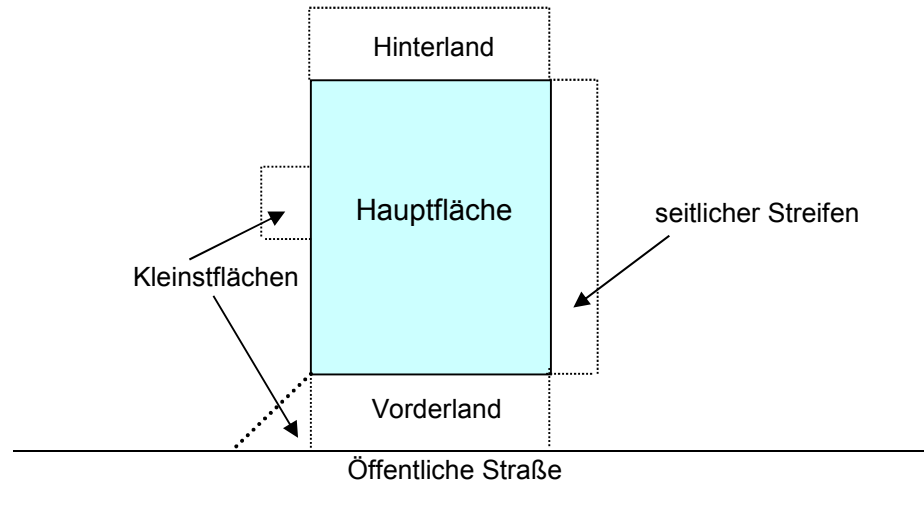 Hinterland
Hauptfläche
seitlicher Streifen
Kleinstflächen
Vorderland
Öffentliche Straße